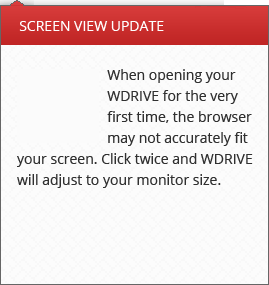 SCREEN VIEW UPDATE
When opening your
WDRIVE for the very
first time, the browser
may not accurately fit
your screen. Click twice and WDRIVE
will adjust to your monitor size.